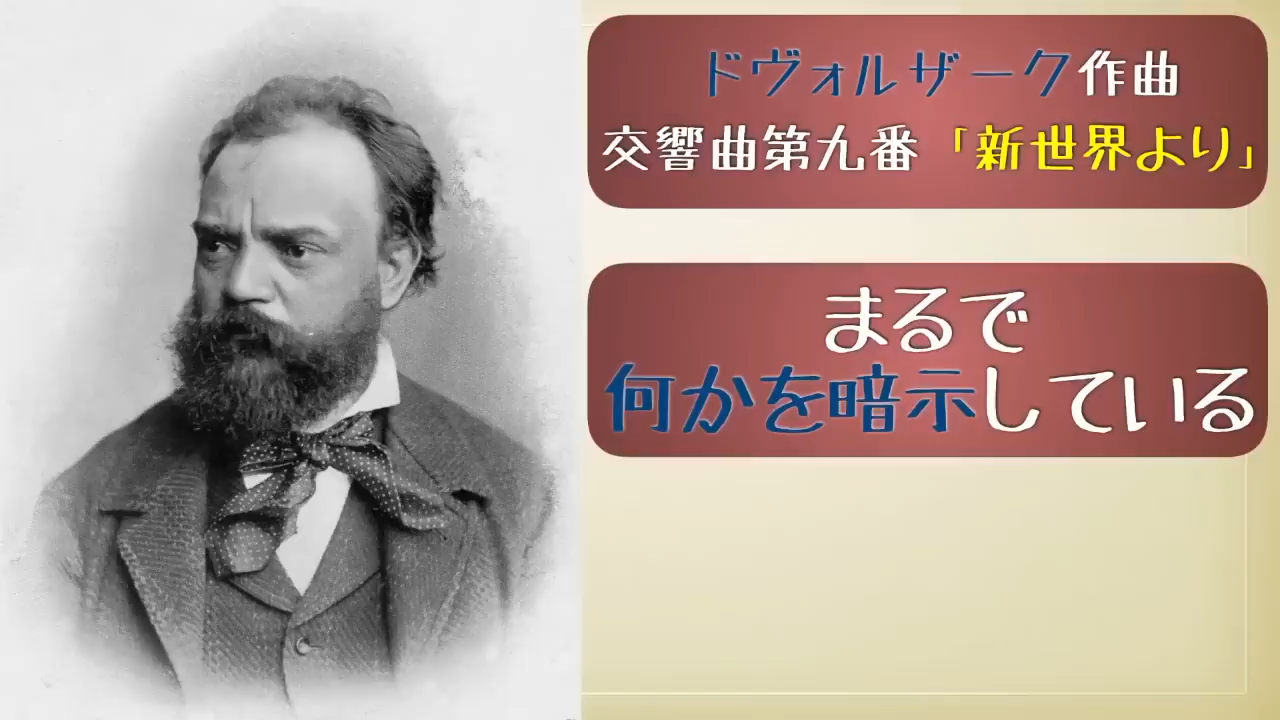 ドヴォルザーク作曲
交響曲第九番「新世界より」
まるで
何かを暗示している